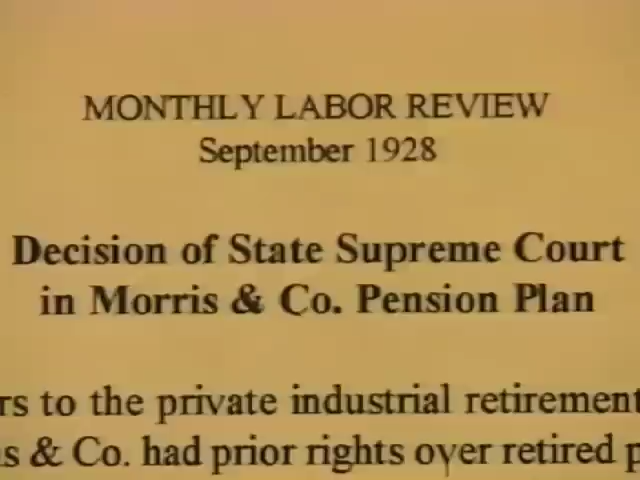 MONTHLY LABOR REVIEW
September 1928
Decision of State Supreme Court
in Morris & Co. Pension Plan
rs to the private industrial retirement
s & Co. had prior rights over retired p